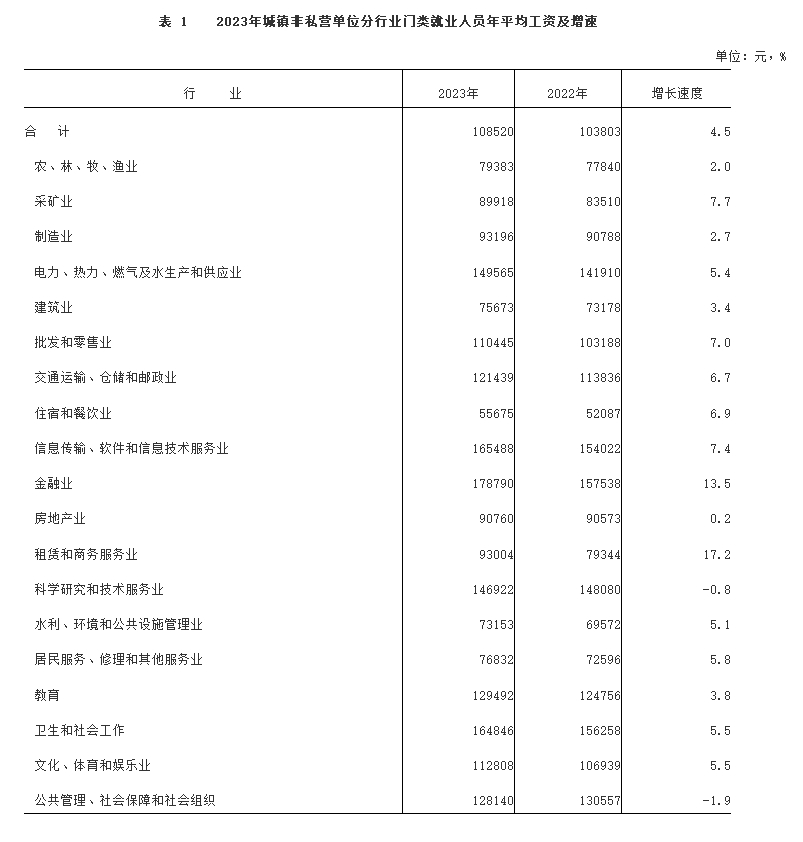 表 1 2023年城镇非私营单位分行业门类就业人员年平均工资及增速
单位：元，%
行 业 2023年 2022年 增长速度
合 计 108520 103803 4.5
农、林、牧、渔业 79383 77840 2.0
采矿业 89918 83510 7.7
制造业 93196 90788 2.7
电力、热力、燃气及水生产和供应业 149565 141910 5.4
建筑业 75673 73178 3.4
批发和零售业 110445 103188 7.0
交通运输、仓储和邮政业 121439 113836 6.7
住宿和餐饮业 55675 52087 6.9
信息传输、软件和信息技术服务业 165488 154022 7.4
金融业 178790 157538 13.5
房地产业 90760 90573 0.2
租赁和商务服务业 93004 79344 17.2
科学研究和技术服务业 146922 148080 -0.8
水利、环境和公共设施管理业 73153 69572 5.1
居民服务、修理和其他服务业 76832 72596 5.8
教育 129492 124756 3.8
卫生和社会工作 164846 156258 5.5
文化、体育和娱乐业 112808 106939 5.5
公共管理、社会保障和社会组织 128140 130557 -1.9